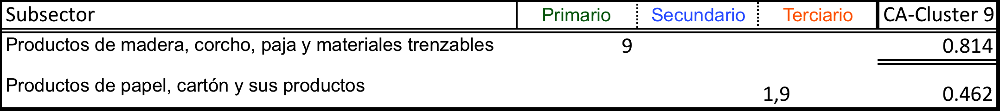 Subsector Primario Secundario Terciario CA-Cluster 9
Productos de madera, corcho, paja y materiales trenzables 9 0.814
Productos de papel, cartón y sus productos 1,9 0.462